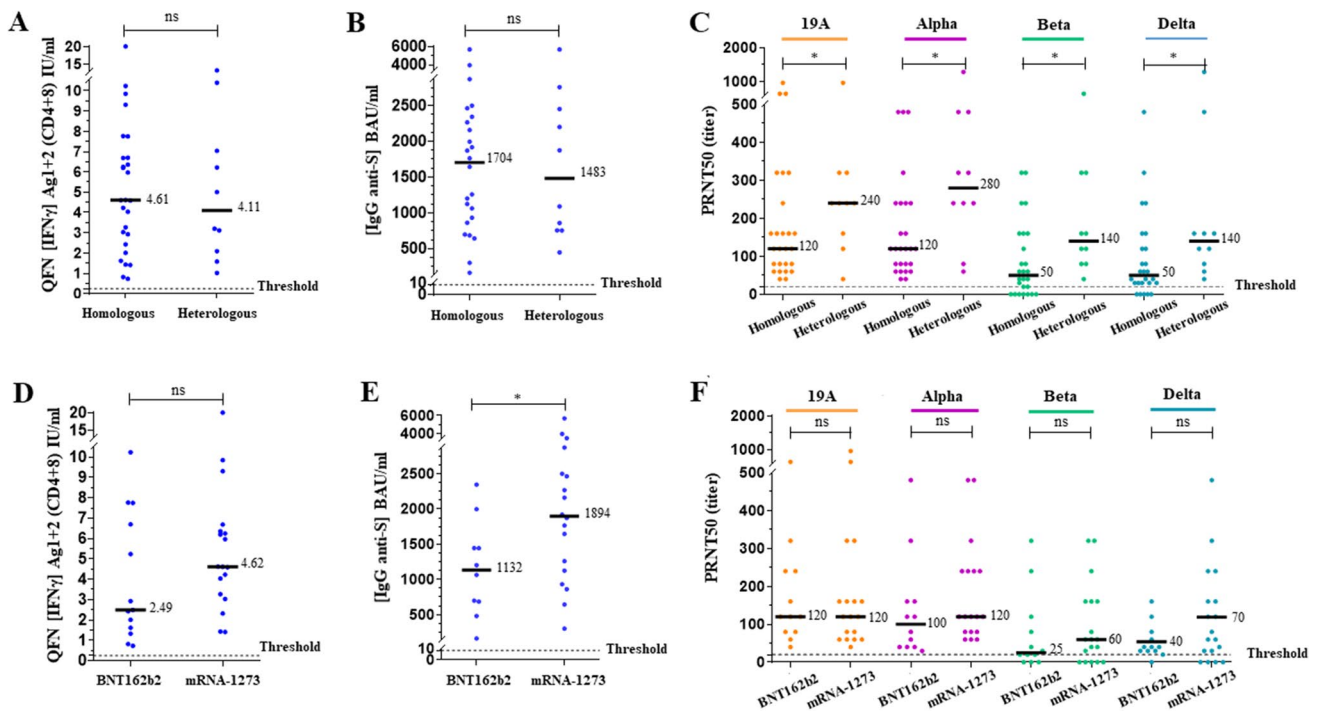 A
ns
QFN [IFNγ] Ag1+2 (CD4+8) IU/ml
20
15
10
9
8
7
6
5
4
3
2
1
0
4.61
4.11
Threshold
Homologous
Heterologous
B
ns
[IgG anti-S] BAU/ml
6000
4000
2500
2000
1500
1000
500
10
0
1704
1483
Threshold
Homologous
Heterologous
C
19A
Alpha
Beta
Delta
*
*
*
*
PRNT50 (titer)
2000
1000
500
400
300
200
100
0
120
240
120
280
50
140
50
140
Threshold
Homologous
Heterologous
Homologous
Heterologous
Homologous
Heterologous
Homologous
Heterologous
D
ns
QFN [IFNγ] Ag1+2 (CD4+8) IU/ml
20
15
10
9
8
7
6
5
4
3
2
1
0
2.49
4.62
Threshold
BNT162b2
mRNA-1273
E
*
[IgG anti-S] BAU/ml
6000
4000
2500
2000
1500
1000
500
10
0
1132
1894
Threshold
BNT162b2
mRNA-1273
F
19A
Alpha
Beta
Delta
ns
ns
ns
ns
PRNT50 (titer)
2000
1000
500
400
300
200
100
0
120
120
100
120
25
60
40
70
Threshold
BNT162b2
mRNA-1273
BNT162b2
mRNA-1273
BNT162b2
mRNA-1273
BNT162b2
mRNA-1273